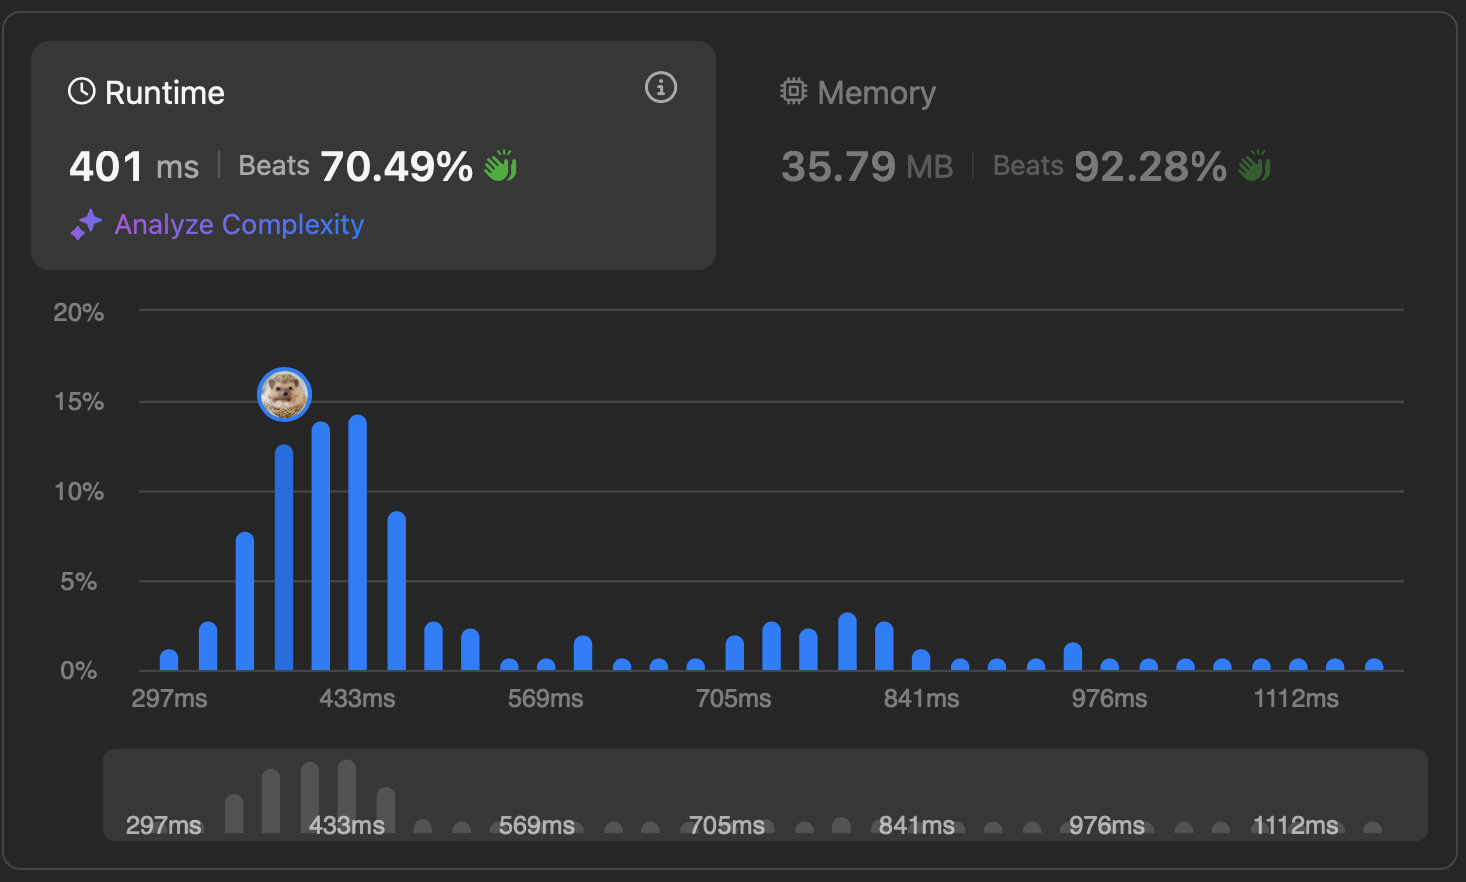 Runtime
401 ms | Beats 70.49%
Analyze Complexity
Memory
35.79 MB | Beats 92.28%
20%
15%
10%
5%
0%
297ms 433ms 569ms 705ms 841ms 976ms 1112ms
297ms 433ms 569ms 705ms 841ms 976ms 1112ms